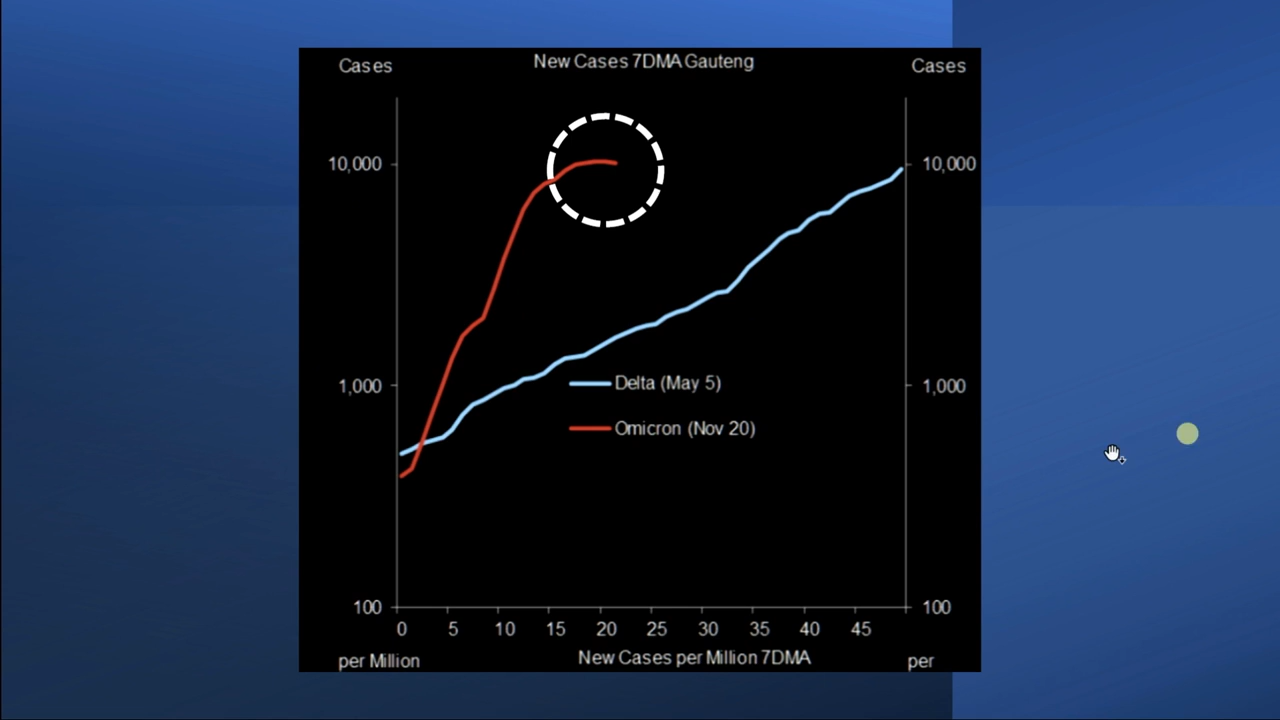 New Cases 7DMA Gauteng
Cases
Cases
10,000
10,000
1,000
1,000
Delta (May 5)
Omicron (Nov 20)
100
100
0 5 10 15 20 25 30 35 40 45
per Million
New Cases per Million 7DMA
per